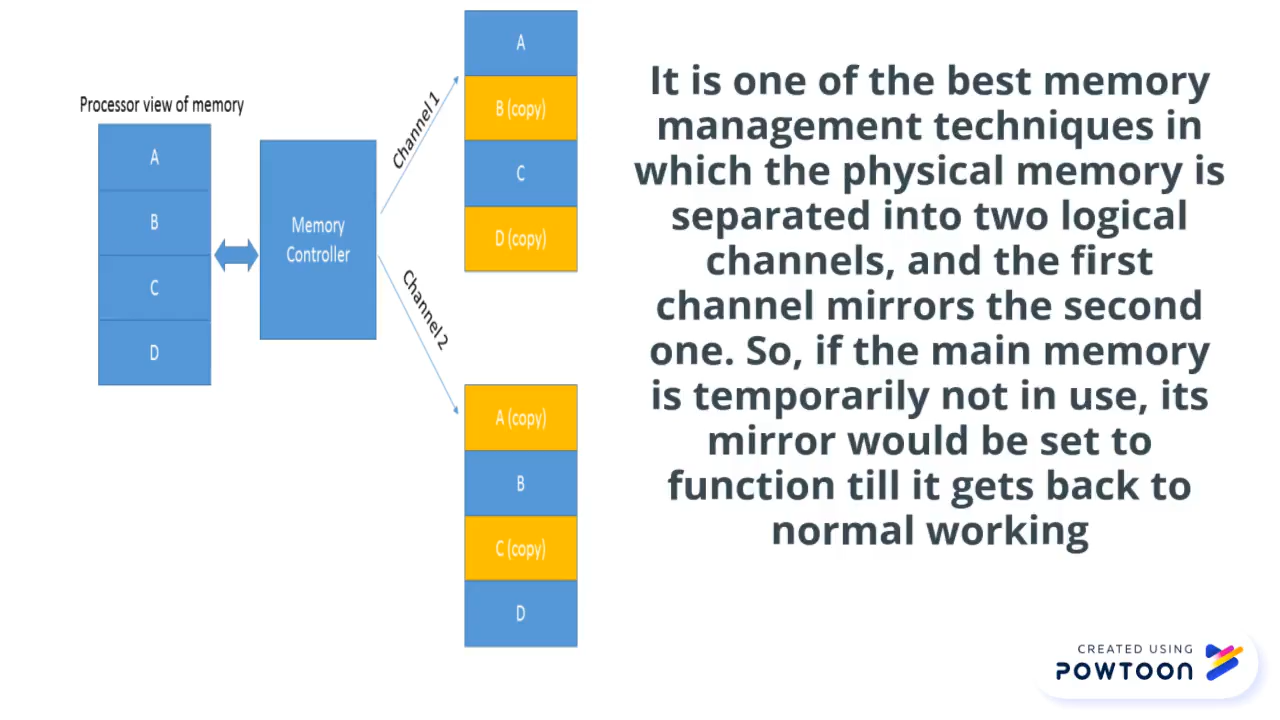 Processor view of memory
A
B
C
D
Memory
Controller
Channel 1
Channel 2
A
B (copy)
C
D (copy)
A (copy)
B
C (copy)
D
It is one of the best memory
management techniques in
which the physical memory is
separated into two logical
channels, and the first
channel mirrors the second
one. So, if the main memory
is temporarily not in use, its
mirror would be set to
function till it gets back to
normal working
CREATED USING
POWTOON